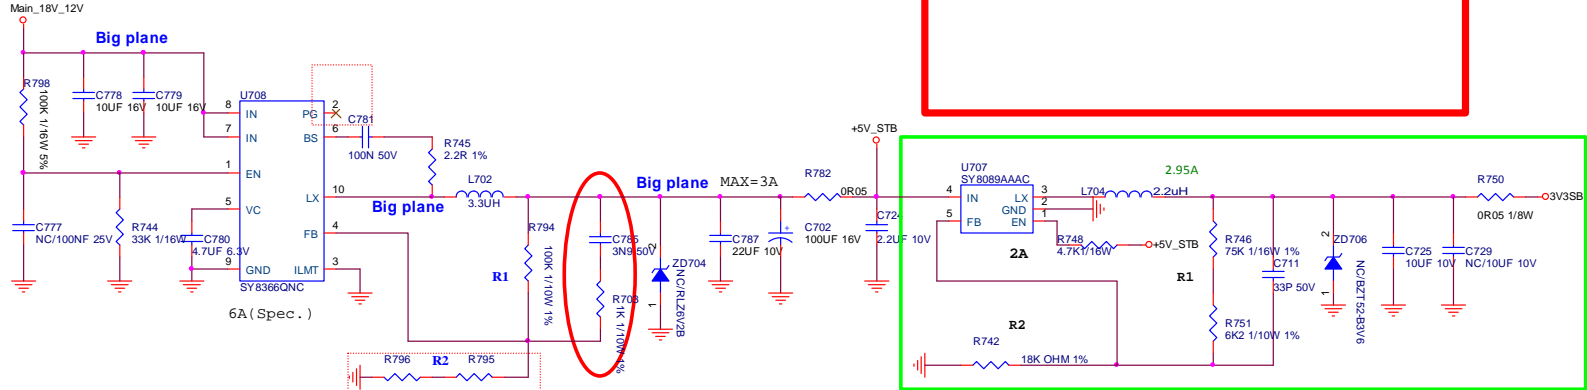 Main_18V_12V
Big plane
R798
100K 1/16W 5%
C778
10UF 16V
C779
10UF 16V
U708
8
IN
7
IN
1
EN
5
VC
9
GND
PG
2
BS
6
LX
10
FB
4
ILMT
3
SY8366QNC
6A(Spec.)
C777
NC/100NF 25V
R744
33K 1/16W
C780
4.7UF 6.3V
C781
100N 50V
R745
2.2R 1%
L702
3.3UH
Big plane
R794
100K 1/10W 1%
R1
R796
R2
R795
C785
3N9 50V
R703
1K 1/10W 1%
ZD704
NC/RLZ6V2B
2
1
Big plane
MAX=3A
C787
22UF 10V
C702
100UF 16V
R782
0R05
+5V_STB
C724
2.2UF 10V
U707
SY8089AAAC
4
IN
5
FB
LX
3
GND
2
EN
1
2A
R748
4.7K1/16W
+5V_STB
2.95A
L704
2.2uH
R746
75K 1/16W 1%
R1
C711
33P 50V
R751
6K2 1/10W 1%
R2
R742
18K OHM 1%
ZD706
NC/BZT52-B3V6
2
1
C725
10UF 10V
C729
NC/10UF 10V
R750
0R05 1/8W
3V3SB